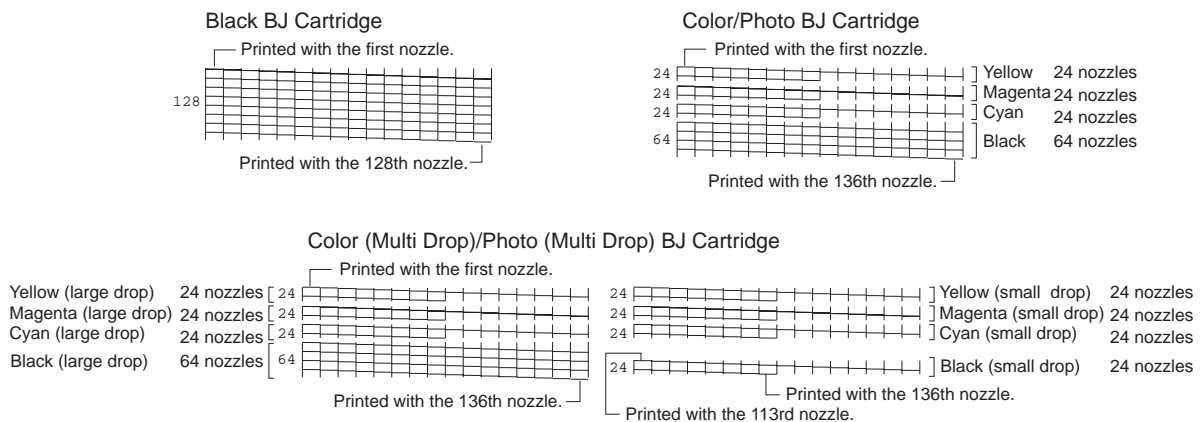 Black BJ Cartridge
Printed with the first nozzle.
128
Printed with the 128th nozzle.
Color/Photo BJ Cartridge
Printed with the first nozzle.
24 Yellow 24 nozzles
24 Magenta 24 nozzles
24 Cyan 24 nozzles
64 Black 64 nozzles
Printed with the 136th nozzle.
Color (Multi Drop)/Photo (Multi Drop) BJ Cartridge
Printed with the first nozzle.
Yellow (large drop) 24 nozzles 24
Magenta (large drop) 24 nozzles 24
Cyan (large drop) 24 nozzles 24
Black (large drop) 64 nozzles 64
Printed with the 136th nozzle.
24 Yellow (small drop) 24 nozzles
24 Magenta (small drop) 24 nozzles
24 Cyan (small drop) 24 nozzles
24 Black (small drop) 24 nozzles
Printed with the 136th nozzle.
Printed with the 113rd nozzle.